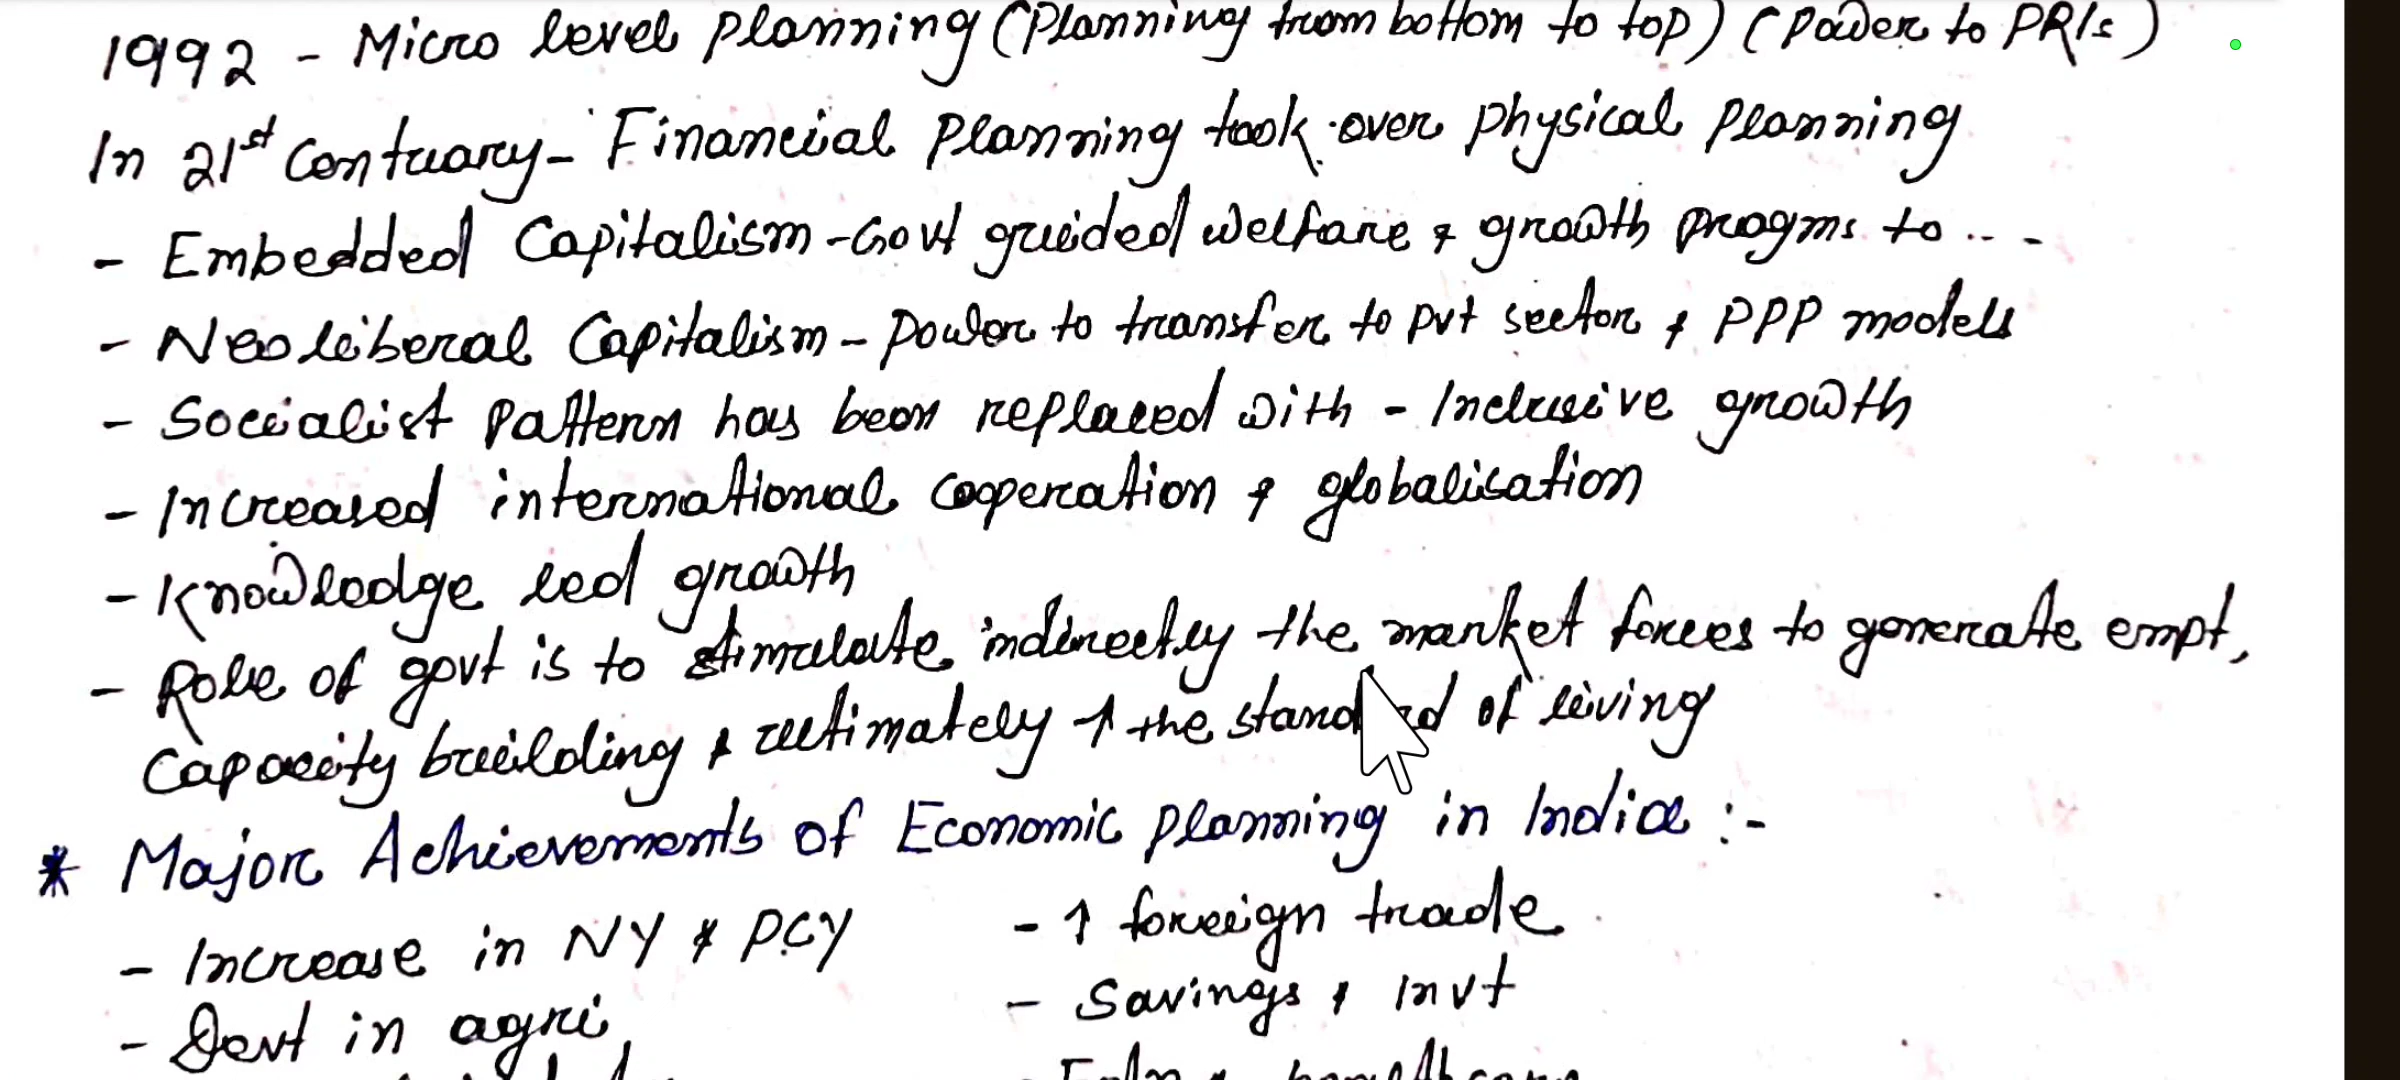 1992 - Micro level planning (Planning from bottom to top) (Power to PRIs)
In 21st Contuary - Financial Planning took over physical Planning
- Embedded Capitalism - Govt guided welfare & growth progms to .. -
- Neoliberal Capitalism - power to transfer to pvt sector & PPP models
- Socialist Pattern has been replaced with - Inclusive growth
- Increased international cooperation & globalisation
- Knowledge led growth
- Role of govt is to stimulate indirectly the market forces to generate empt,
Capacity building & ultimately ↑ the standard of living
* Major Achievements of Economic planning in India :-
- Increase in NY & PCY
- ↑ foreign trade
- Devt in agri
- Savings & Invt